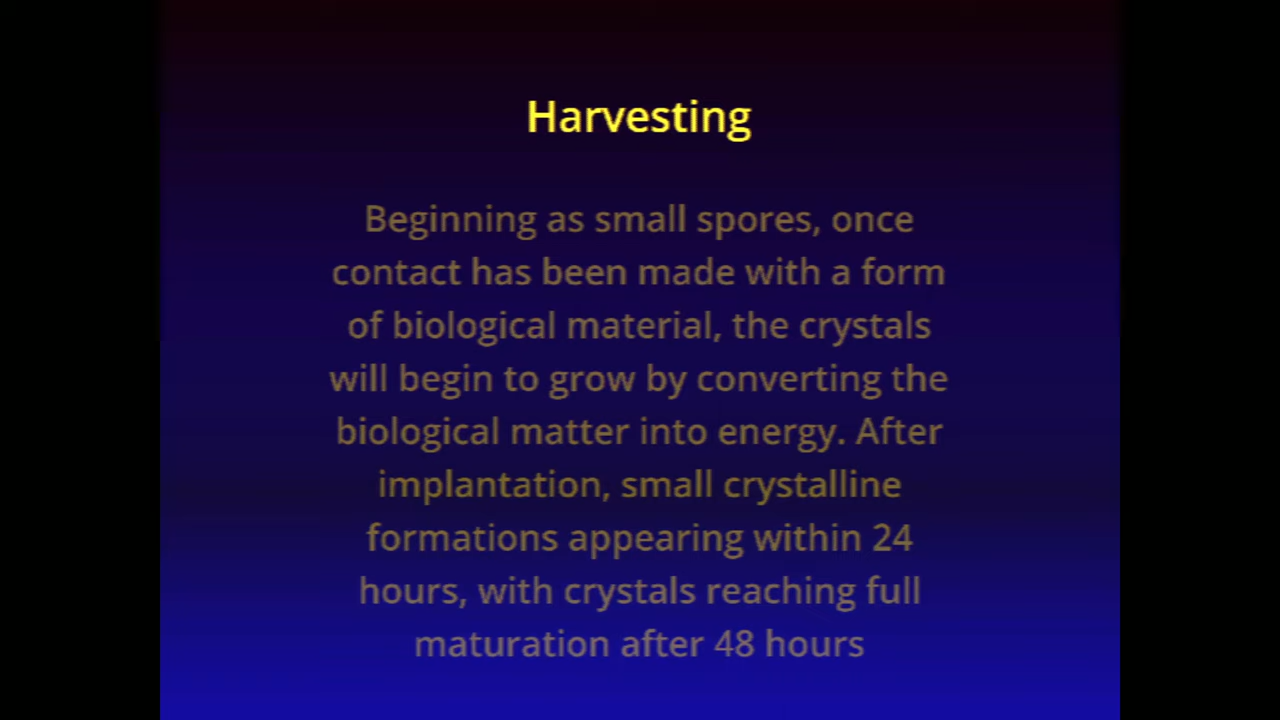 Harvesting
Beginning as small spores, once
contact has been made with a form
of biological material, the crystals
will begin to grow by converting the
biological matter into energy. After
implantation, small crystalline
formations appearing within 24
hours, with crystals reaching full
maturation after 48 hours